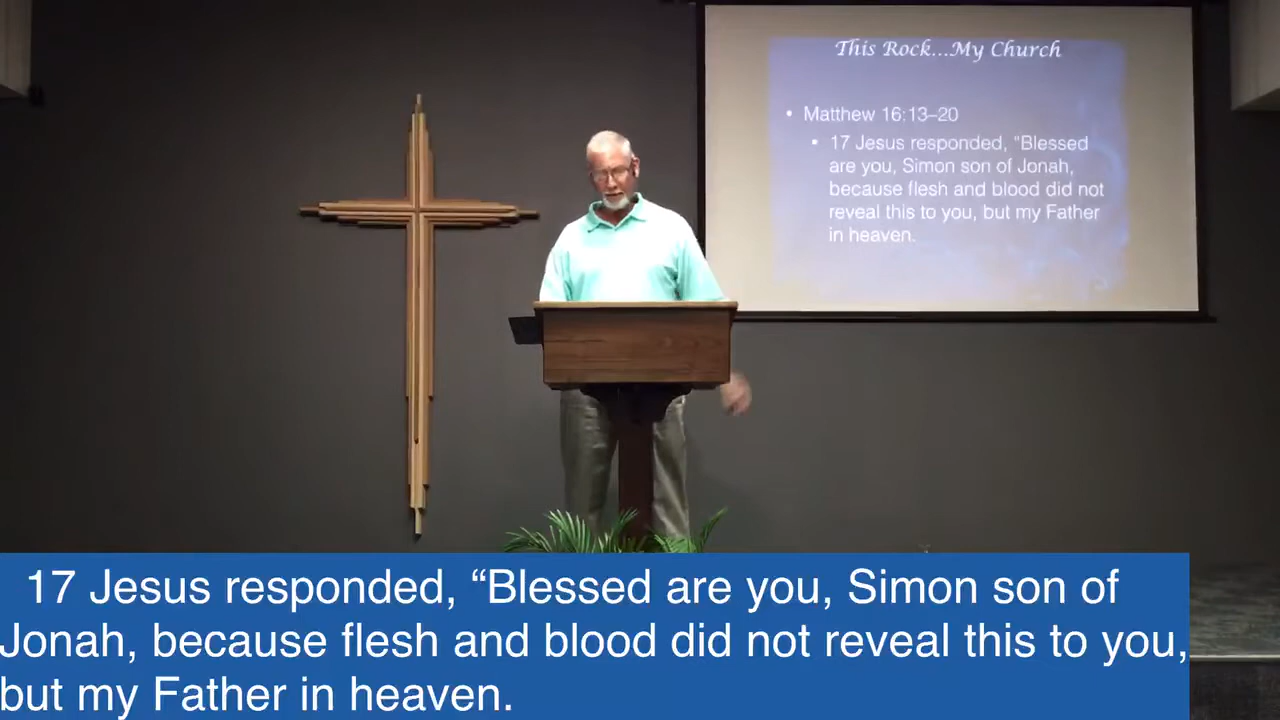 This Rock...My Church
• Matthew 16:13–20
• 17 Jesus responded, “Blessed
are you, Simon son of Jonah,
because flesh and blood did not
reveal this to you, but my Father
in heaven.
17 Jesus responded, “Blessed are you, Simon son of
Jonah, because flesh and blood did not reveal this to you,
but my Father in heaven.